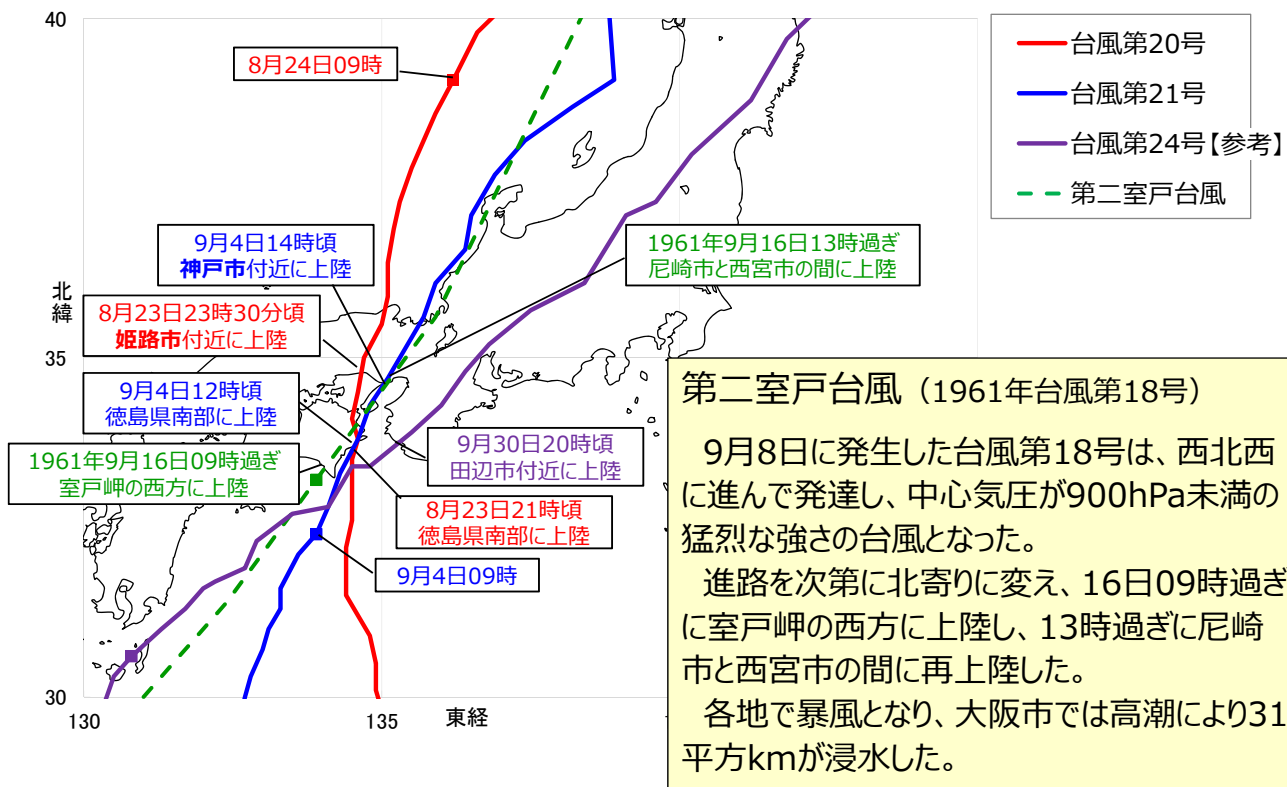 40
35
30
北緯
130
135
東経
8月24日09時
9月4日14時頃
神戸市付近に上陸
8月23日23時30分頃
姫路市付近に上陸
9月4日12時頃
徳島県南部に上陸
1961年9月16日09時過ぎ
室戸岬の西方に上陸
1961年9月16日13時過ぎ
尼崎市と西宮市の間に上陸
9月30日20時頃
田辺市付近に上陸
8月23日21時頃
徳島県南部に上陸
9月4日09時
台風第20号
台風第21号
台風第24号【参考】
第二室戸台風
第二室戸台風（1961年台風第18号）
9月8日に発生した台風第18号は、西北西
に進んで発達し、中心気圧が900hPa未満の
猛烈な強さの台風となった。
進路を次第に北寄りに変え、16日09時過ぎ
に室戸岬の西方に上陸し、13時過ぎに尼崎
市と西宮市の間に再上陸した。
各地で暴風となり、大阪市では高潮により31
平方kmが浸水した。